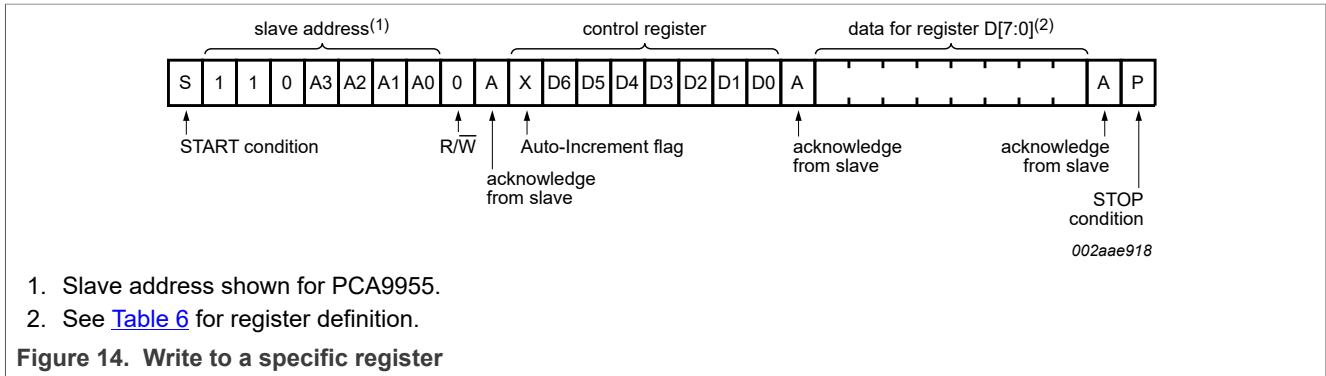 slave address(1) control register data for register D[7:0](2)
S 1 1 0 A3 A2 A1 A0 0 A X D6 D5 D4 D3 D2 D1 D0 A A P
START condition R/W Auto-Increment flag acknowledge from slave acknowledge from slave
acknowledge from slave
STOP condition
002aae918
1. Slave address shown for PCA9955.
2. See Table 6 for register definition.
Figure 14. Write to a specific register